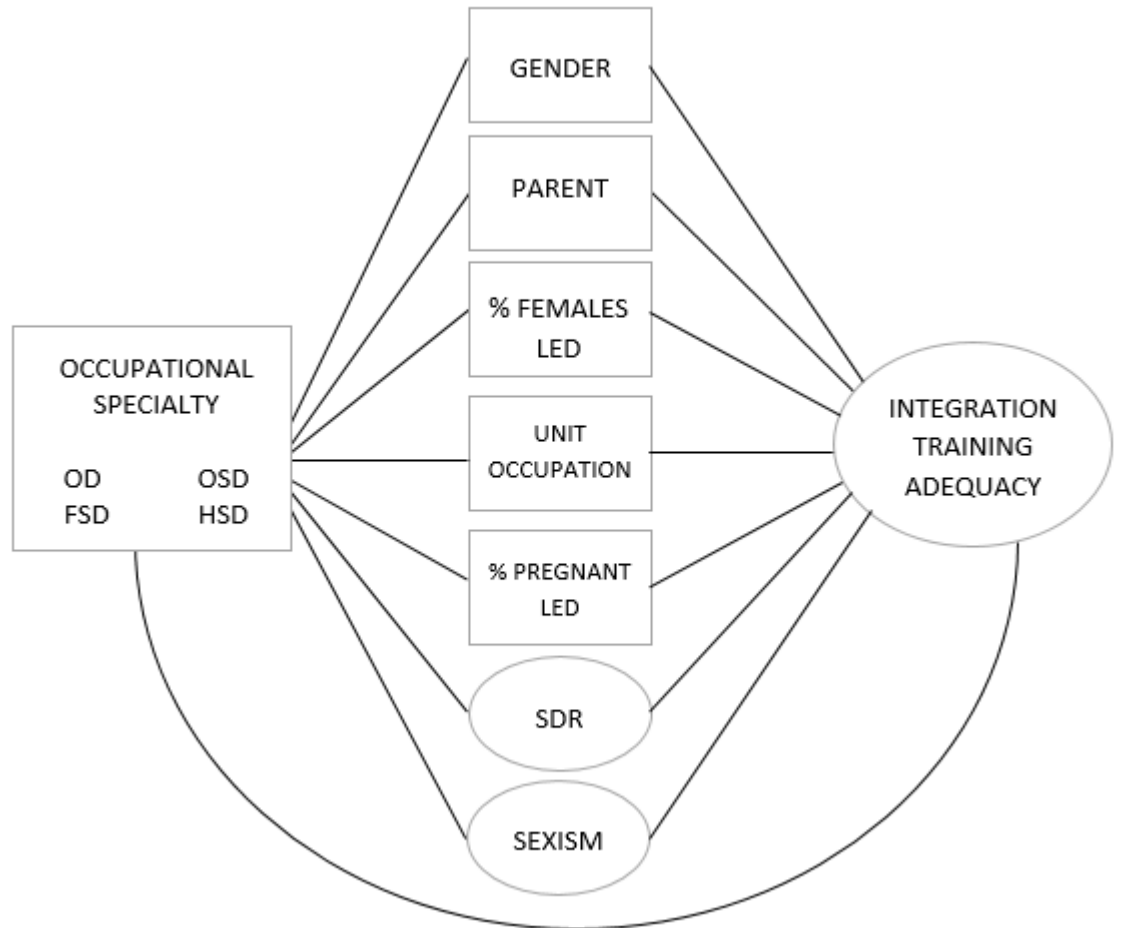 GENDER
PARENT
% FEMALES
LED
OCCUPATIONAL
SPECIALTY
OD OSD
FSD HSD
UNIT
OCCUPATION
INTEGRATION
TRAINING
ADEQUACY
% PREGNANT
LED
SDR
SEXISM